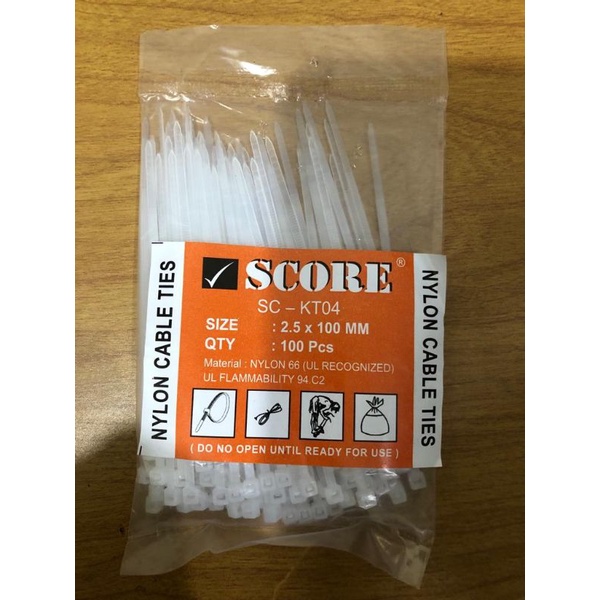 NYLON CABLE TIES
SCORE ®
SC – KT04
SIZE : 2.5 x 100 MM
QTY : 100 Pcs
Material : NYLON 66 (UL RECOGNIZED)
UL FLAMMABILITY 94.C2
( DO NO OPEN UNTIL READY FOR USE )
NYLON CABLE TIES